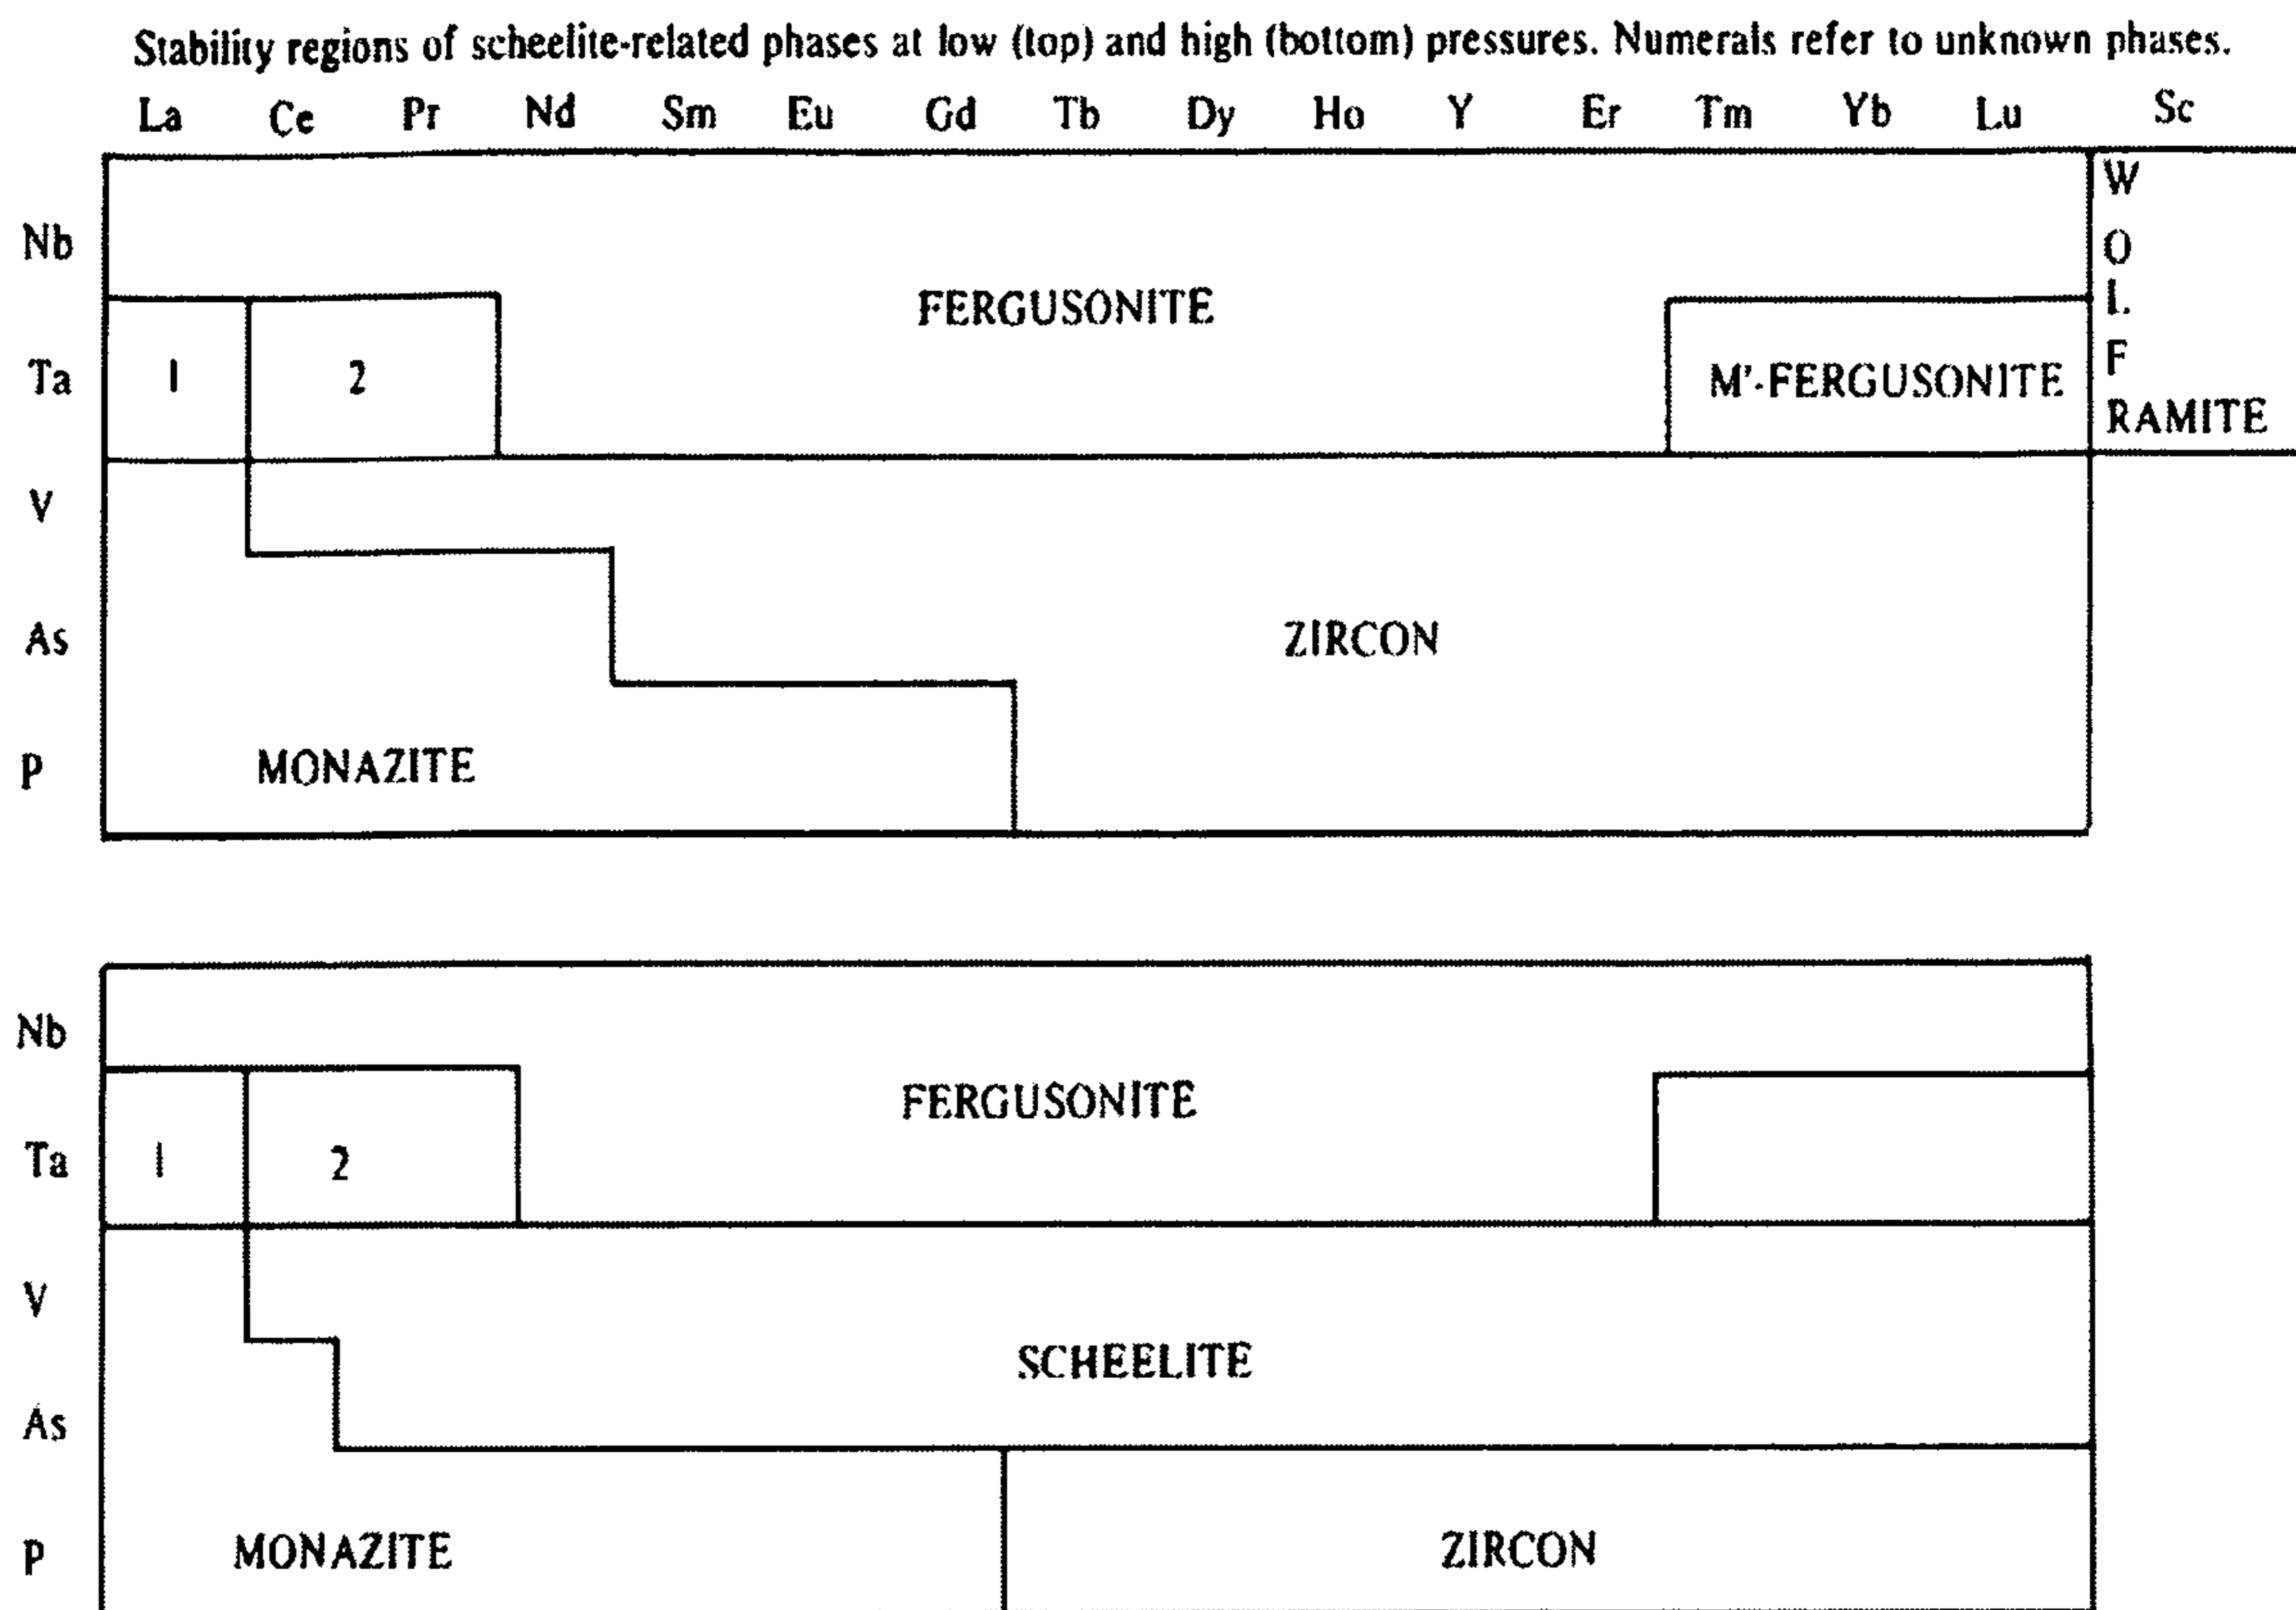 Stability regions of scheelite-related phases at low (top) and high (bottom) pressures. Numerals refer to unknown phases.
La Ce Pr Nd Sm Eu Gd Tb Dy Ho Y Er Tm Yb Lu Sc
W
Nb
O
FERGUSONITE
L
Ta
1
2
M'-FERGUSONITE
F
RAMITE
V
As
ZIRCON
P
MONAZITE
Nb
FERGUSONITE
Ta
1
2
V
SCHEELITE
As
P
MONAZITE
ZIRCON